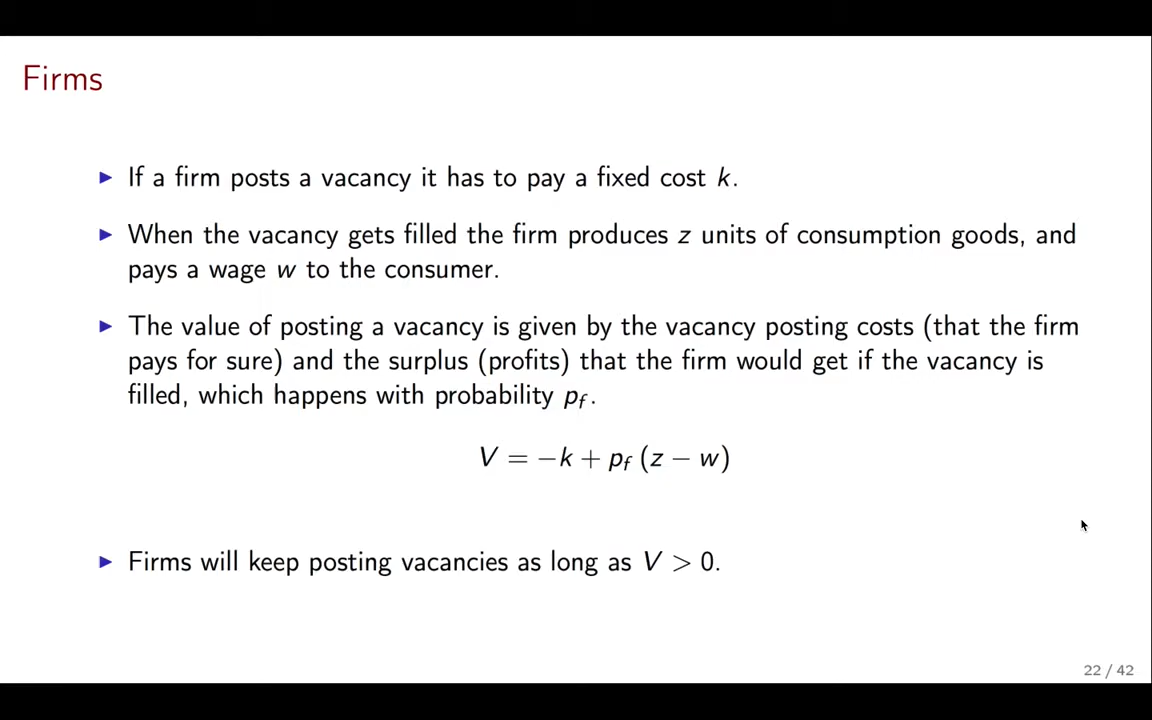 Firms
▶ If a firm posts a vacancy it has to pay a fixed cost k.
▶ When the vacancy gets filled the firm produces z units of consumption goods, and
pays a wage w to the consumer.
▶ The value of posting a vacancy is given by the vacancy posting costs (that the firm
pays for sure) and the surplus (profits) that the firm would get if the vacancy is
filled, which happens with probability p_f.
V = −k + p_f (z − w)
▶ Firms will keep posting vacancies as long as V > 0.
22 / 42